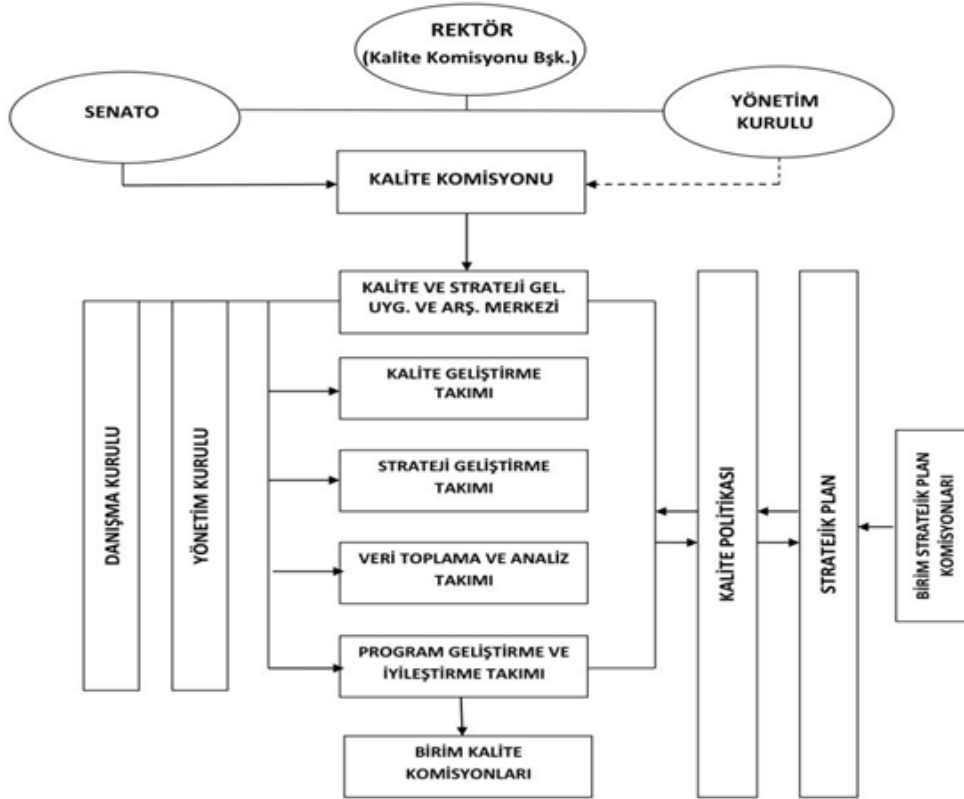 REKTÖR
(Kalite Komisyonu Bşk.)
SENATO
YÖNETİM
KURULU
KALİTE KOMİSYONU
KALİTE VE STRATEJİ GEL.
UYG. VE ARŞ. MERKEZİ
KALİTE GELİŞTİRME
TAKIMI
STRATEJİ GELİŞTİRME
TAKIMI
VERİ TOPLAMA VE ANALİZ
TAKIMI
PROGRAM GELİŞTİRME VE
İYİLEŞTİRME TAKIMI
BİRİM KALİTE
KOMİSYONLARI
DANIŞMA KURULU
YÖNETİM KURULU
KALİTE POLİTİKASI
STRATEJİK PLAN
BİRİM STRATEJİK PLAN
KOMİSYONLARI